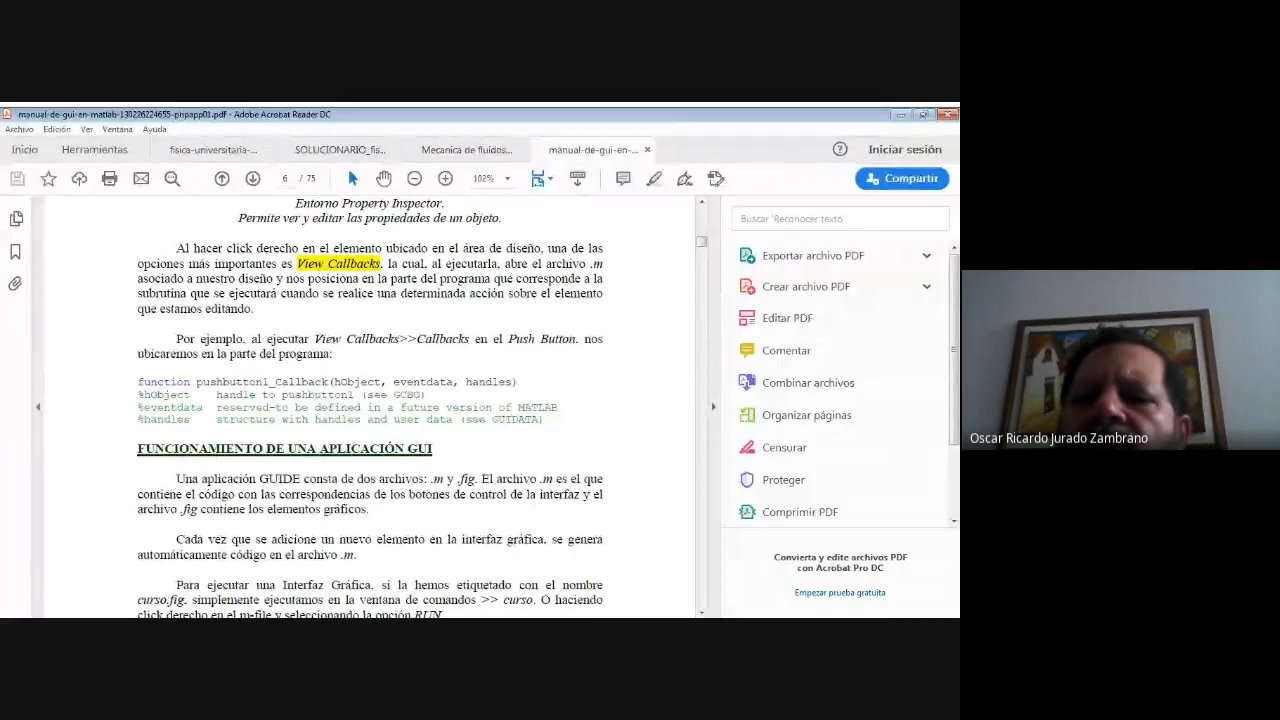 manual-de-gui-en-matlab-130226224655-phpapp01.pdf - Adobe Acrobat Reader DC
Archivo Edición Ver Ventana Ayuda
Inicio Herramientas fisica-universitaria-... SOLUCIONARIO_fis... Mecanica de fluidos... manual-de-gui-en-... × Iniciar sesión
6 / 75 102% Compartir
Entorno Property Inspector.
Permite ver y editar las propiedades de un objeto.
Al hacer click derecho en el elemento ubicado en el área de diseño, una de las
opciones más importantes es View Callbacks, la cual, al ejecutarla, abre el archivo .m
asociado a nuestro diseño y nos posiciona en la parte del programa que corresponde a la
subrutina que se ejecutará cuando se realice una determinada acción sobre el elemento
que estamos editando.
Por ejemplo, al ejecutar View Callbacks>>Callbacks en el Push Button, nos
ubicaremos en la parte del programa:
function pushbutton1_Callback(hObject, eventdata, handles)
%hObject handle to pushbutton1 (see GCBO)
%eventdata reserved-to be defined in a future version of MATLAB
%handles structure with handles and user data (see GUIDATA)
FUNCIONAMIENTO DE UNA APLICACIÓN GUI
Una aplicación GUIDE consta de dos archivos: .m y .fig. El archivo .m es el que
contiene el código con las correspondencias de los botones de control de la interfaz y el
archivo .fig contiene los elementos gráficos.
Cada vez que se adicione un nuevo elemento en la interfaz gráfica, se genera
automáticamente código en el archivo .m.
Para ejecutar una Interfaz Gráfica, si la hemos etiquetado con el nombre
curso.fig, simplemente ejecutamos en la ventana de comandos >> curso. O haciendo
click derecho en el m-file y seleccionando la opción RUN.
Buscar 'Reconocer texto
Exportar archivo PDF
Crear archivo PDF
Editar PDF
Comentar
Combinar archivos
Organizar páginas
Censurar
Proteger
Comprimir PDF
Convierta y edite archivos PDF
con Acrobat Pro DC
Empezar prueba gratuita
Oscar Ricardo Jurado Zambrano